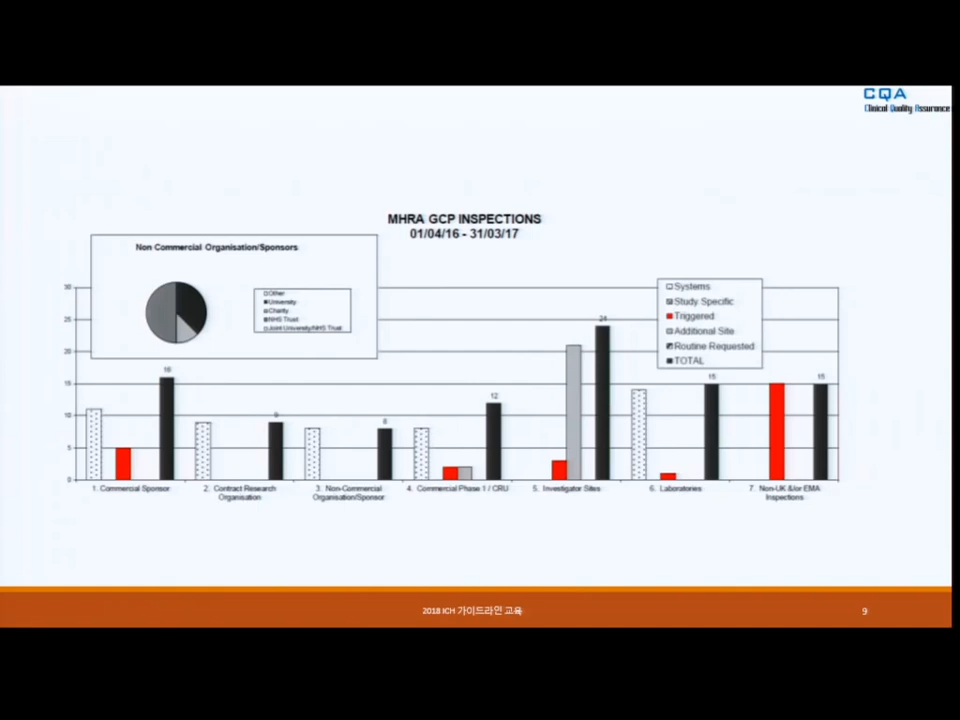 CQA
Clinical Quality Assurance
MHRA GCP INSPECTIONS
01/04/16 - 31/03/17
Non Commercial Organisation/Sponsors
Other
University
Charity
NHS Trust
Joint University/NHS Trust
Systems
Study Specific
Triggered
Additional Site
Routine Requested
TOTAL
30
25
20
15
10
5
0
16
9
8
12
24
15
15
1. Commercial Sponsor
2. Contract Research
Organisation
3. Non-Commercial
Organisation/Sponsor
4. Commercial Phase 1 / CRU
5. Investigator Sites
6. Laboratories
7. Non-UK &/or EMA
Inspections
2018 ICH 가이드라인 교육
9